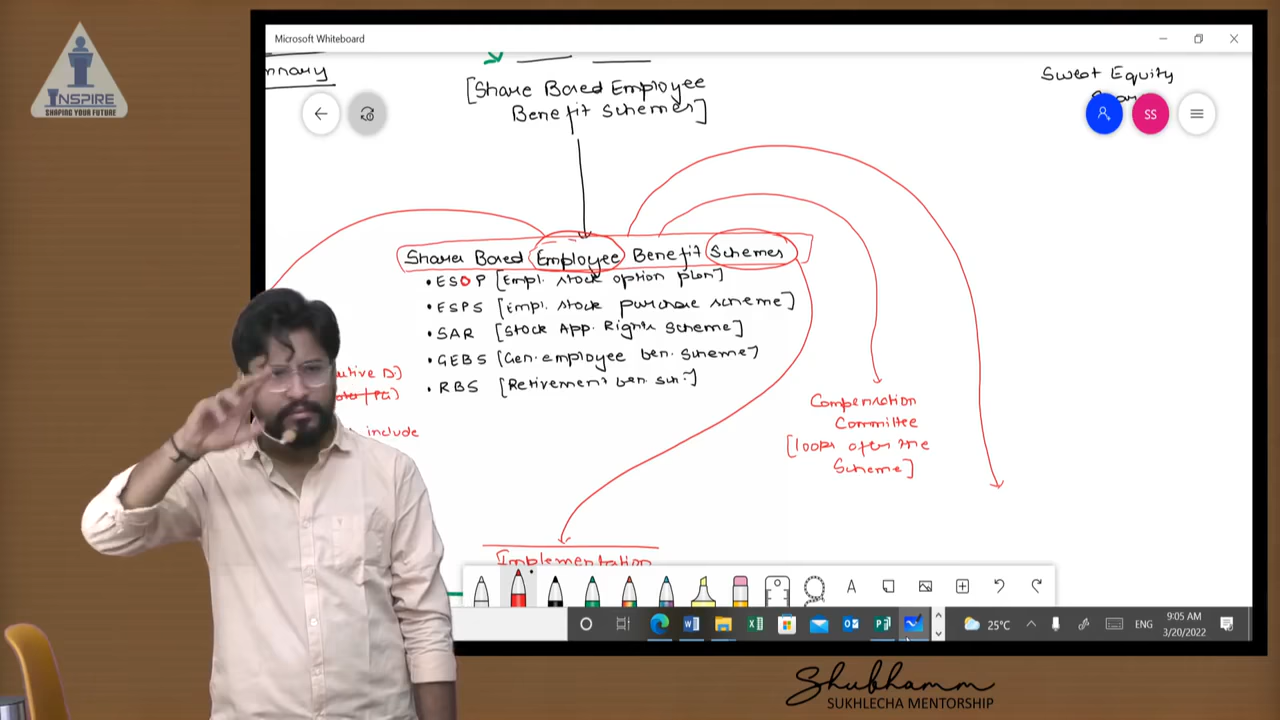 Microsoft Whiteboard
INSPIRE
SHAPING YOUR FUTURE
[Share Based Employee
Benefit Schemes]
Sweat Equity
SS
Share Based Employee Benefit Schemes
• ESOP [Empl. stock option plan]
• ESPS [Empl. stock purchase scheme]
• SAR [Stock App. Rights scheme]
• GEBS [Gen. employee ben. scheme]
• RBS [Retirement ben. sch.]
include
Compensation
Committee
[looks after the
Scheme]
Implementation
A
25°C
ENG
9:05 AM
3/20/2022
Shubhamm
SUKHLECHA MENTORSHIP